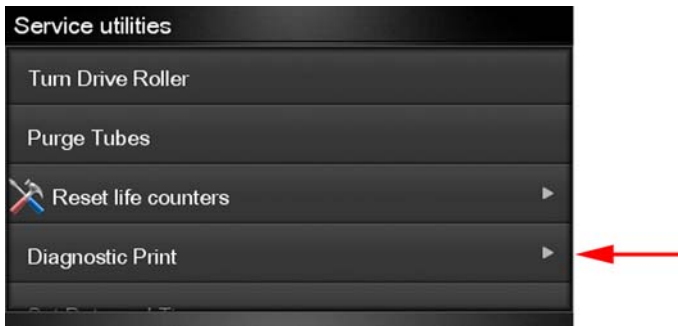 Service utilities
Turn Drive Roller
Purge Tubes
Reset life counters
Diagnostic Print